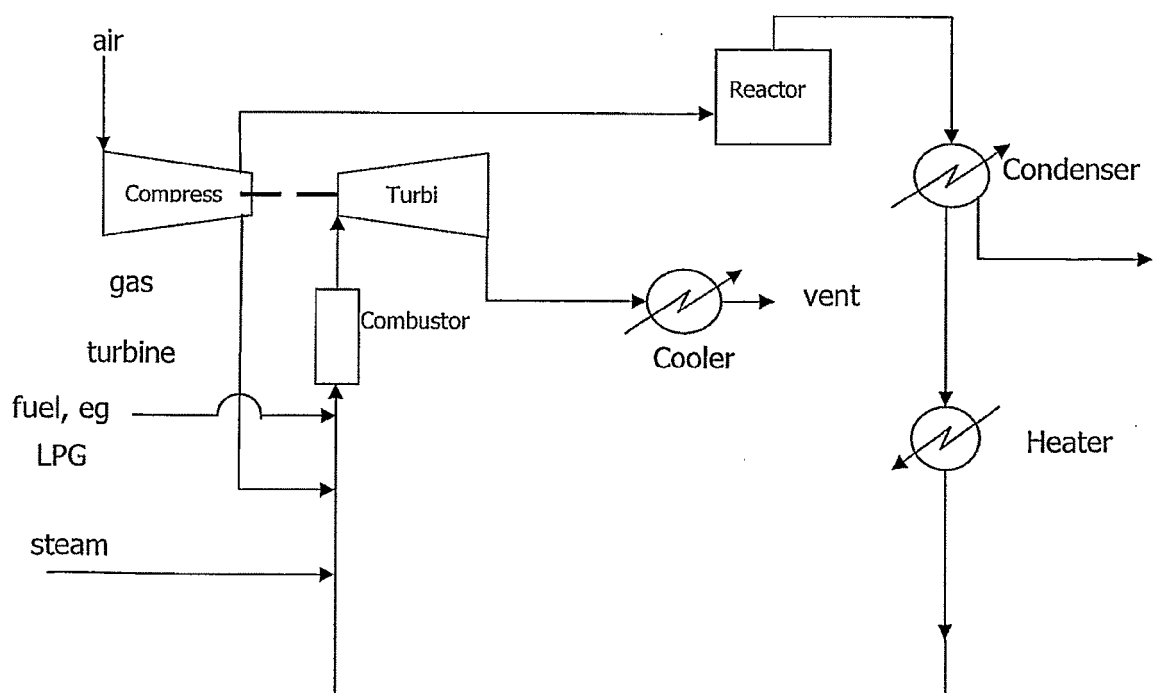 air
Reactor
Condenser
Compress
Turbi
gas
vent
Combustor
turbine
Cooler
fuel, eg
LPG
Heater
steam